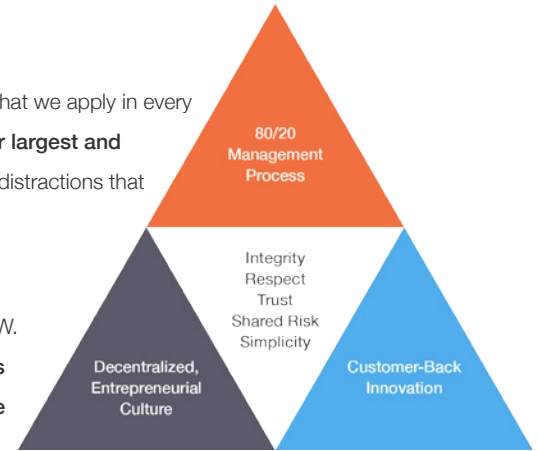 hat we apply in every
r largest and
distractions that
80/20
Management
Process
Integrity
Respect
Trust
Shared Risk
Simplicity
W.
s
e
Decentralized,
Entrepreneurial
Culture
Customer-Back
Innovation